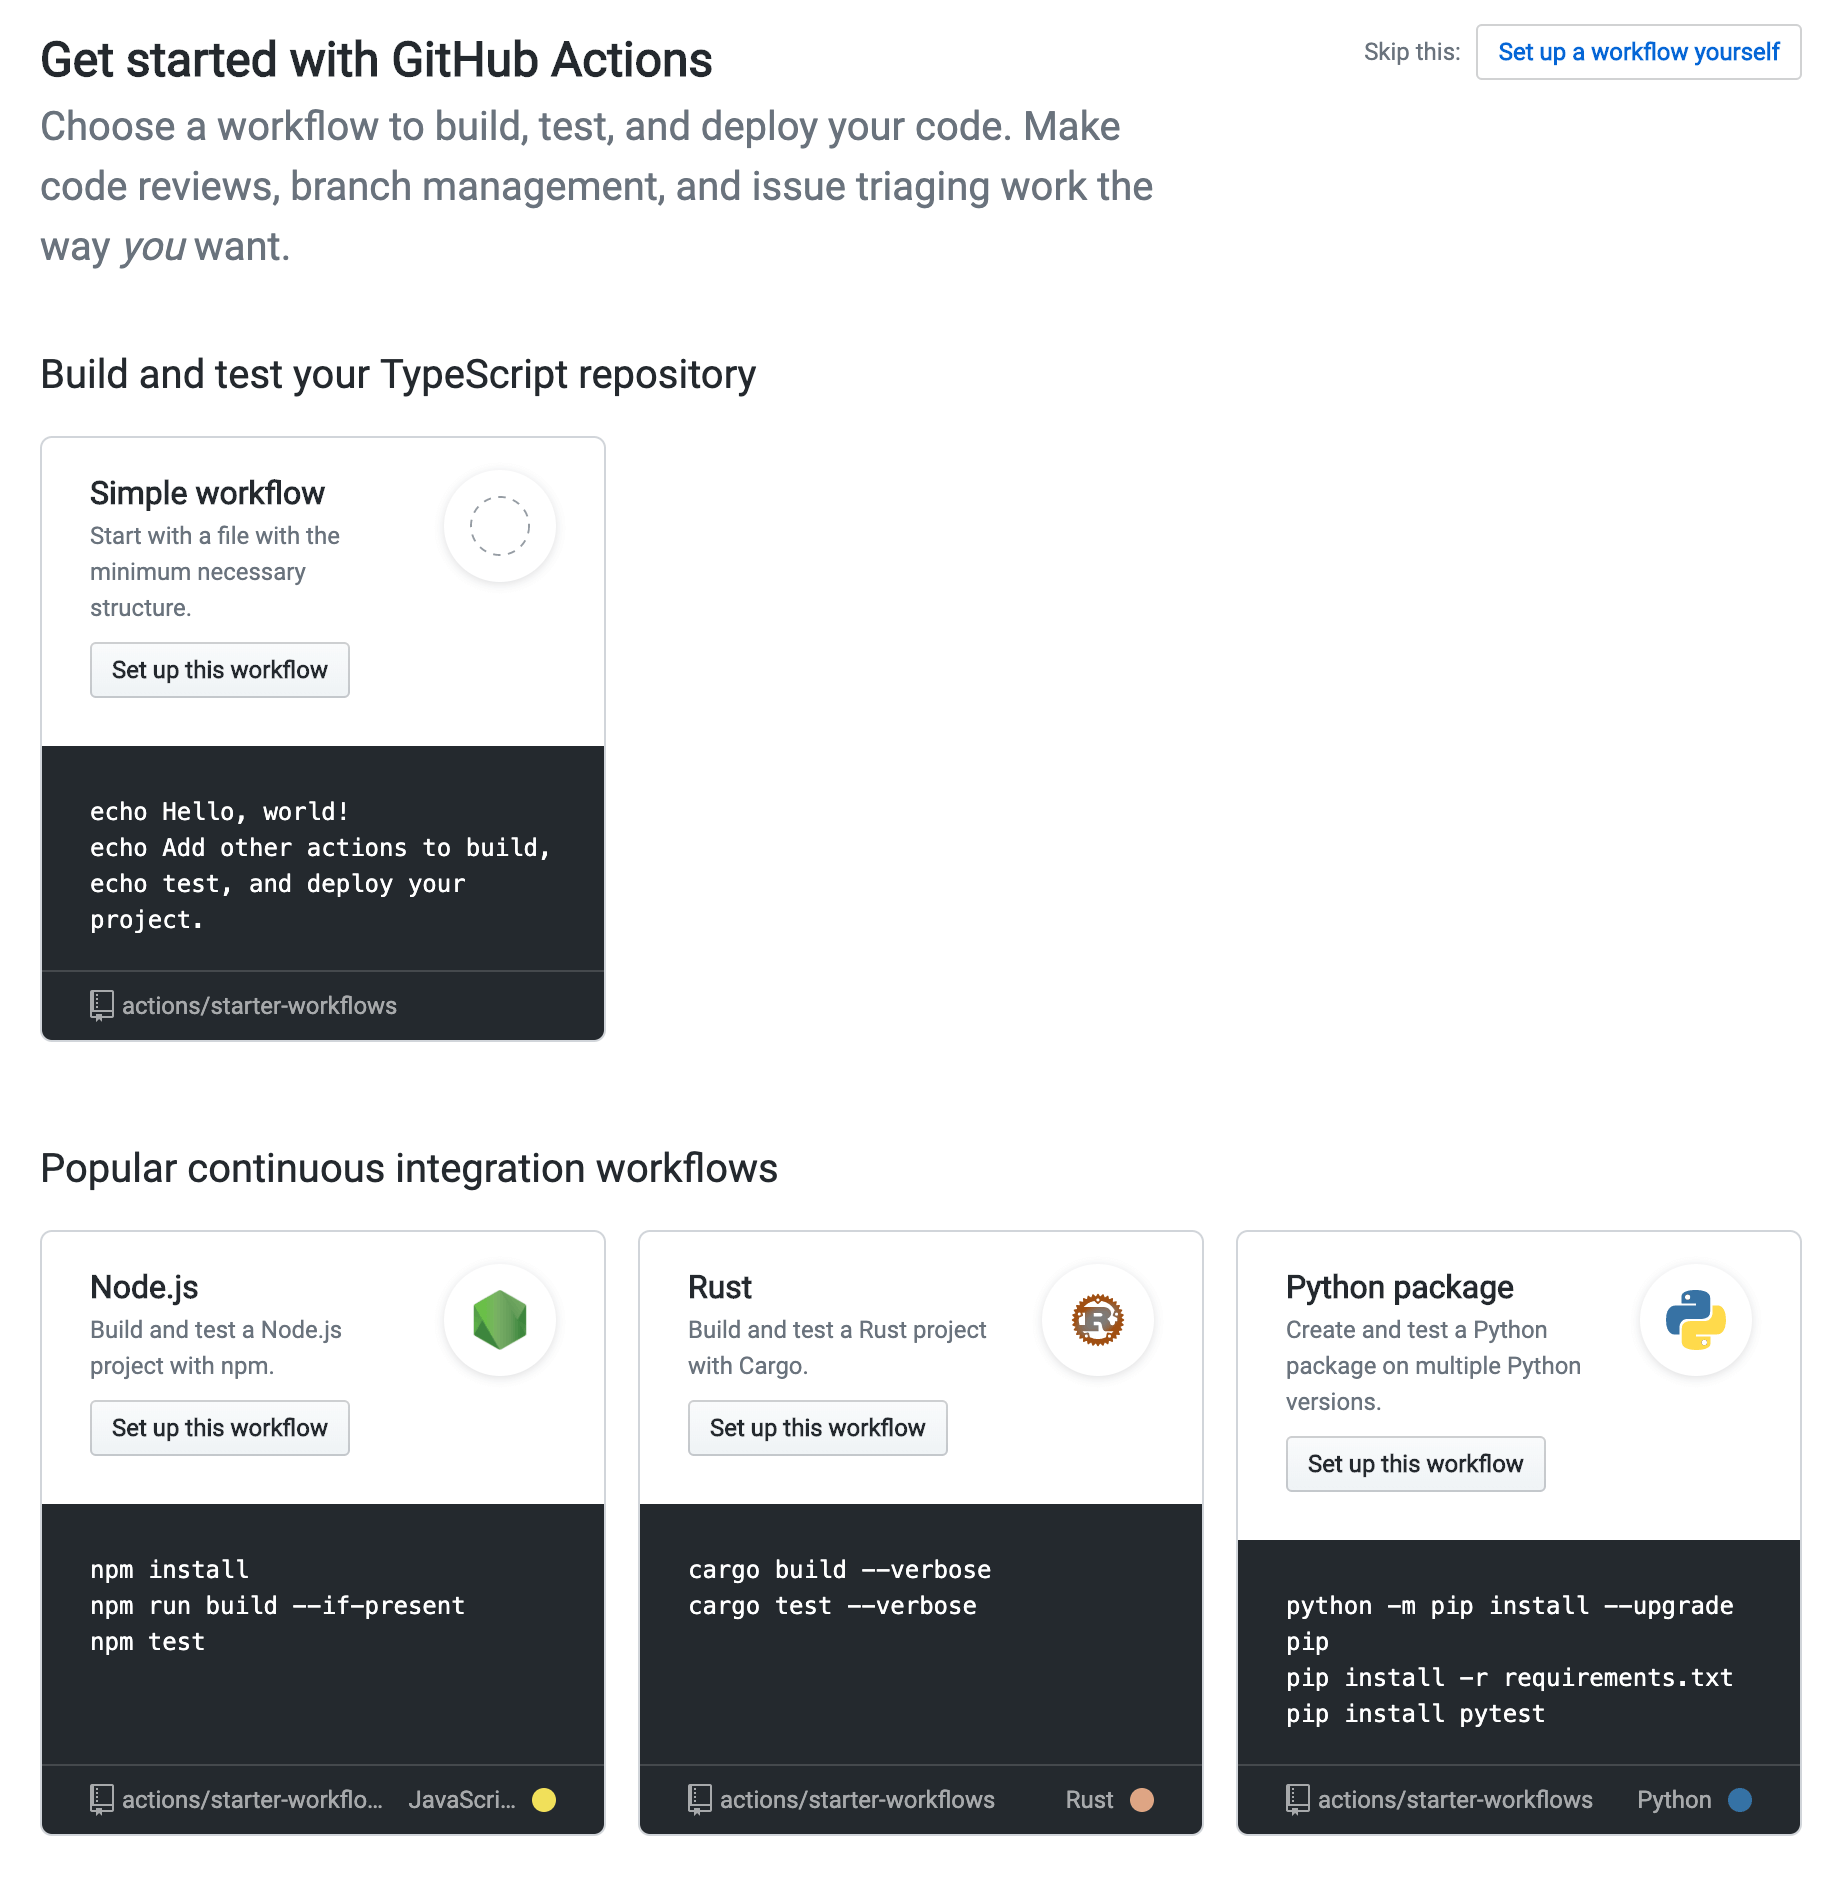 Get started with GitHub Actions
Skip this:
Set up a workflow yourself
Choose a workflow to build, test, and deploy your code. Make
code reviews, branch management, and issue triaging work the
way you want.
Build and test your TypeScript repository
Simple workflow
Start with a file with the
minimum necessary
structure.
Set up this workflow
echo Hello, world!
echo Add other actions to build,
echo test, and deploy your
project.
actions/starter-workflows
Popular continuous integration workflows
Node.js
Build and test a Node.js
project with npm.
Set up this workflow
npm install
npm run build --if-present
npm test
actions/starter-workflo...
JavaScri...
Rust
Build and test a Rust project
with Cargo.
Set up this workflow
cargo build --verbose
cargo test --verbose
actions/starter-workflows
Rust
Python package
Create and test a Python
package on multiple Python
versions.
Set up this workflow
python -m pip install --upgrade
pip
pip install -r requirements.txt
pip install pytest
actions/starter-workflows
Python